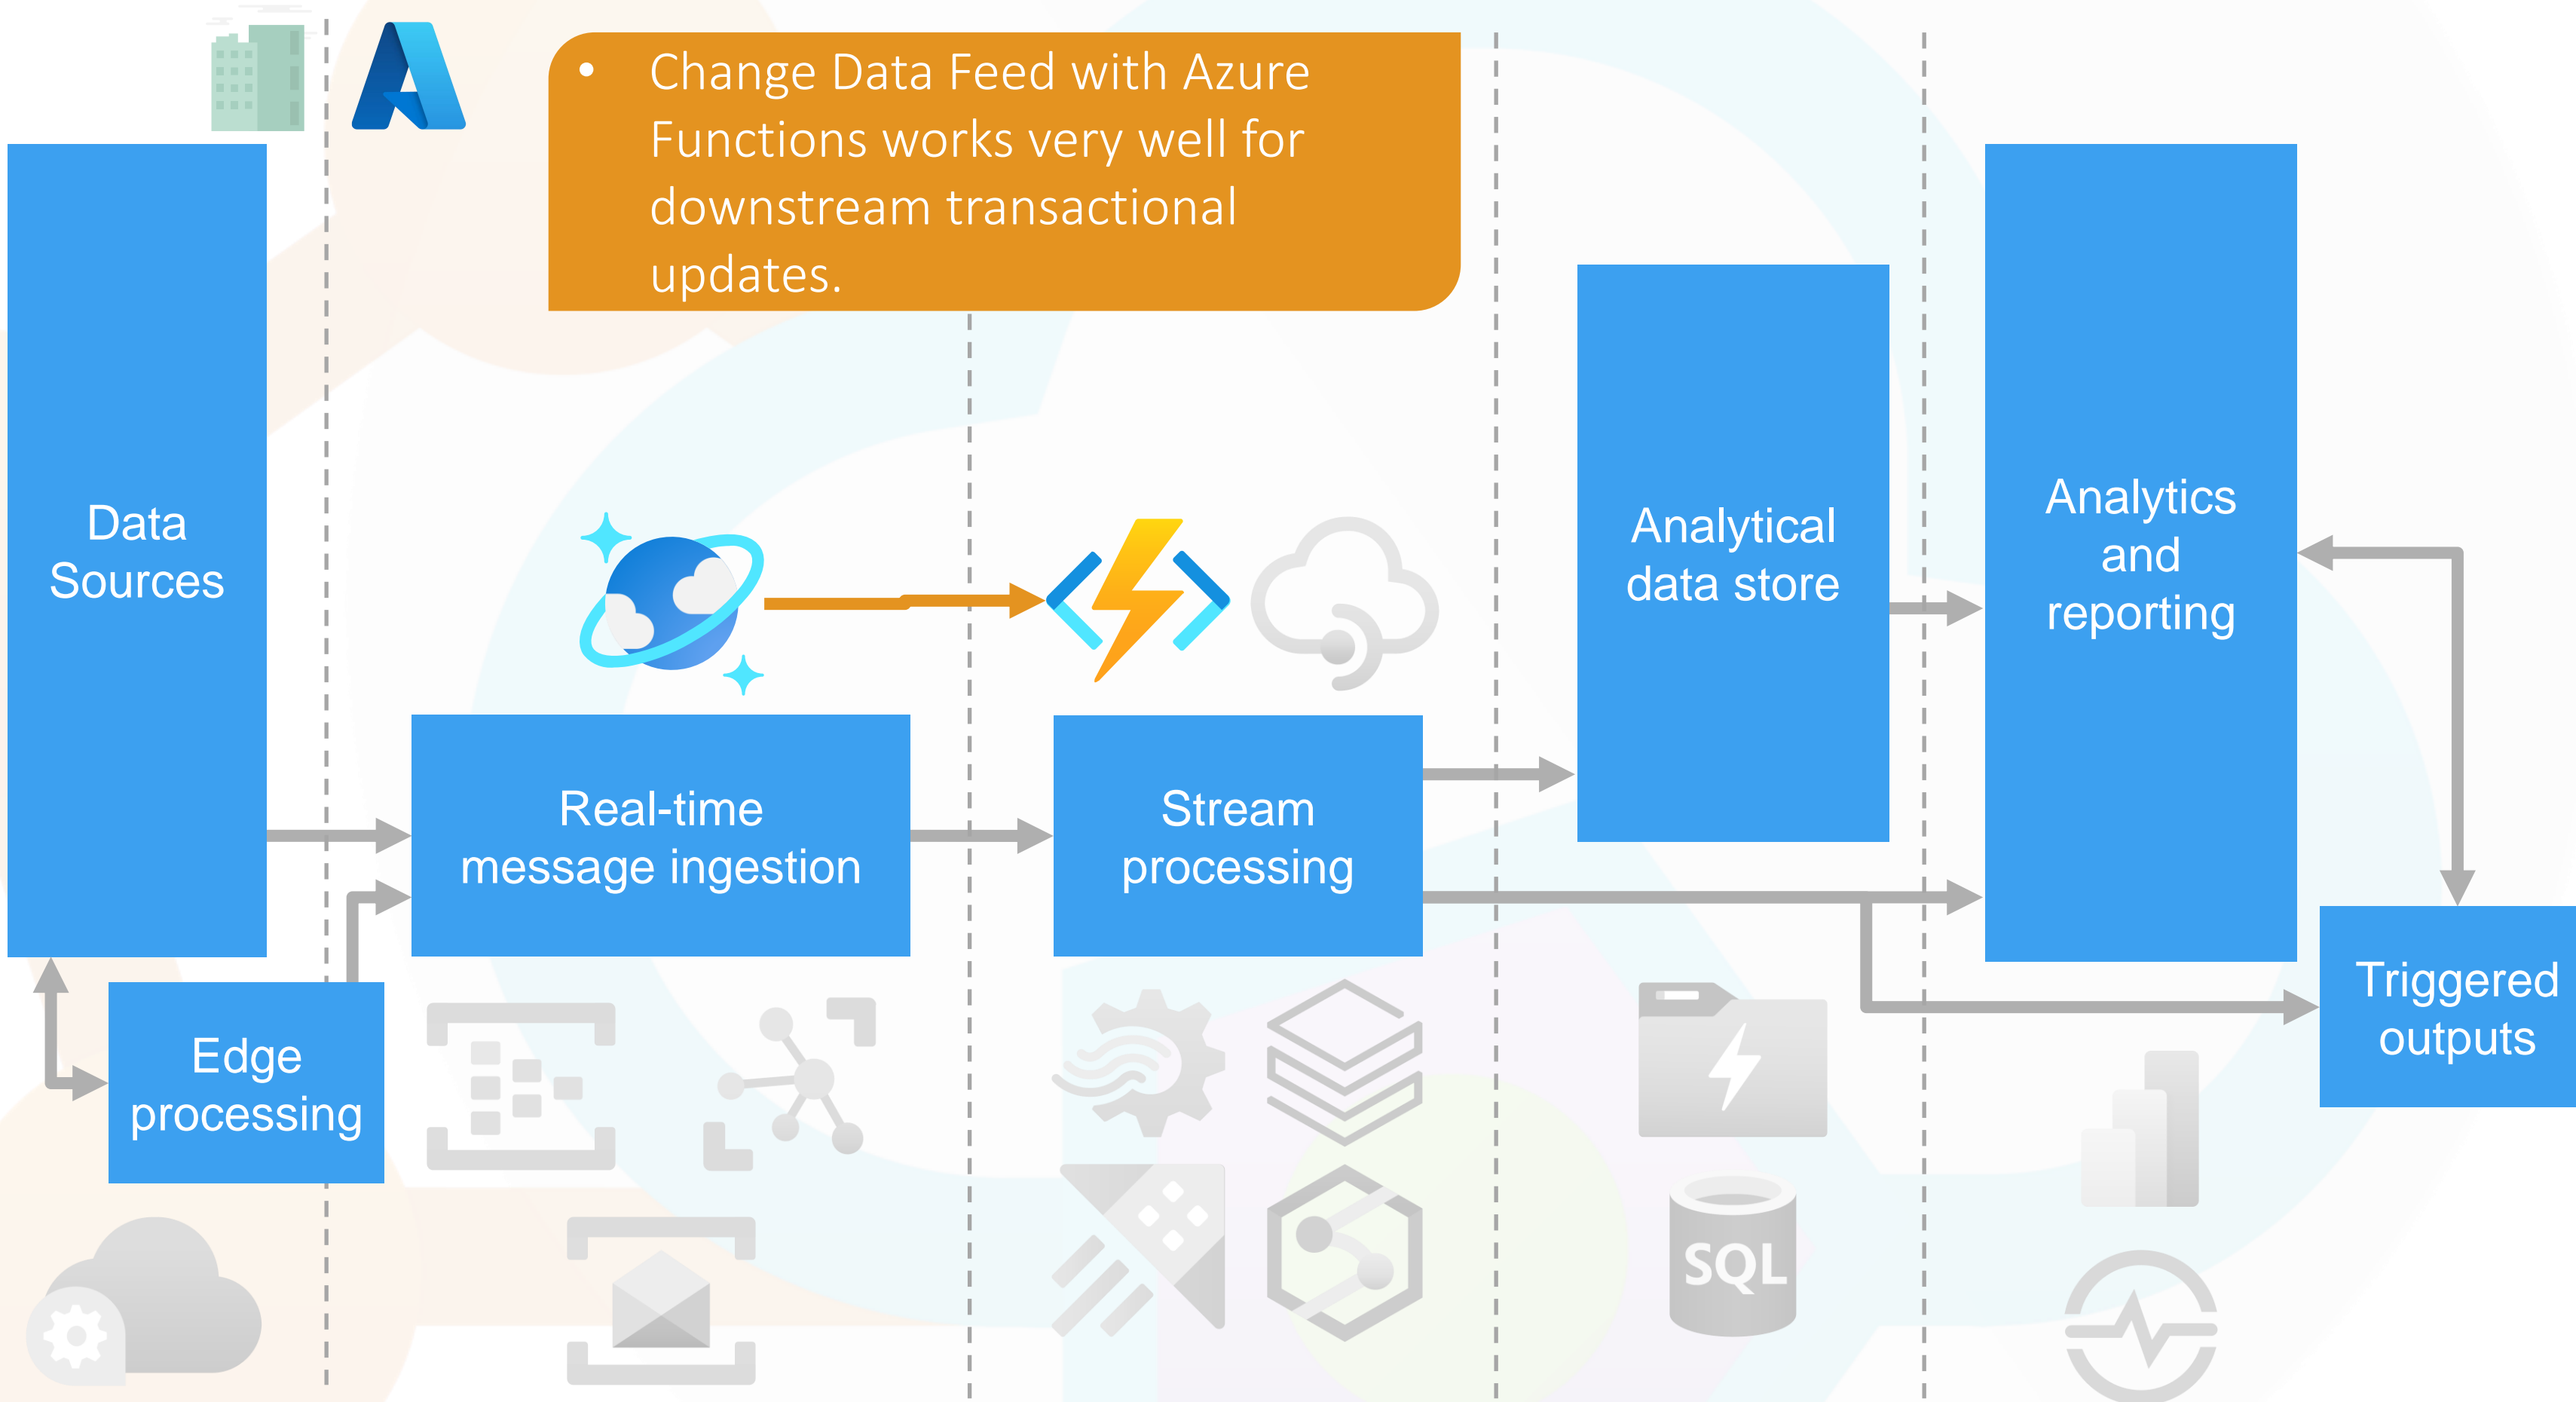 • Change Data Feed with Azure
Functions works very well for
downstream transactional
updates.
Data
Sources
Edge
processing
Real-time
message ingestion
Stream
processing
Analytical
data store
Analytics
and
reporting
Triggered
outputs
SQL